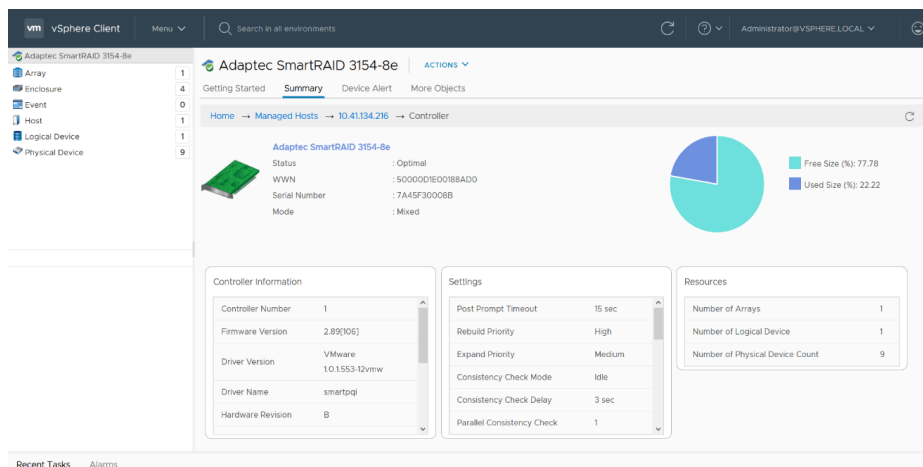 vm vSphere Client Menu Search in all environments Administrator@VSPHERE.LOCAL
Adaptec SmartRAID 3154-8e
Array 1
Enclosure 4
Event 0
Host 1
Logical Device 1
Physical Device 9
Adaptec SmartRAID 3154-8e ACTIONS
Getting Started Summary Device Alert More Objects
Home → Managed Hosts → 10.41.134.216 → Controller
Adaptec SmartRAID 3154-8e
Status : Optimal
WWN : 50000D1E00188AD0
Serial Number : 7A45F30008B
Mode : Mixed
Free Size (%): 77.78
Used Size (%): 22.22
Controller Information
Controller Number 1
Firmware Version 2.89[106]
Driver Version VMware
1.0.1.553-12vmw
Driver Name smartpqi
Hardware Revision B
Settings
Post Prompt Timeout 15 sec
Rebuild Priority High
Expand Priority Medium
Consistency Check Mode Idle
Consistency Check Delay 3 sec
Parallel Consistency Check 1
Resources
Number of Arrays 1
Number of Logical Device 1
Number of Physical Device Count 9
Recent Tasks Alarms